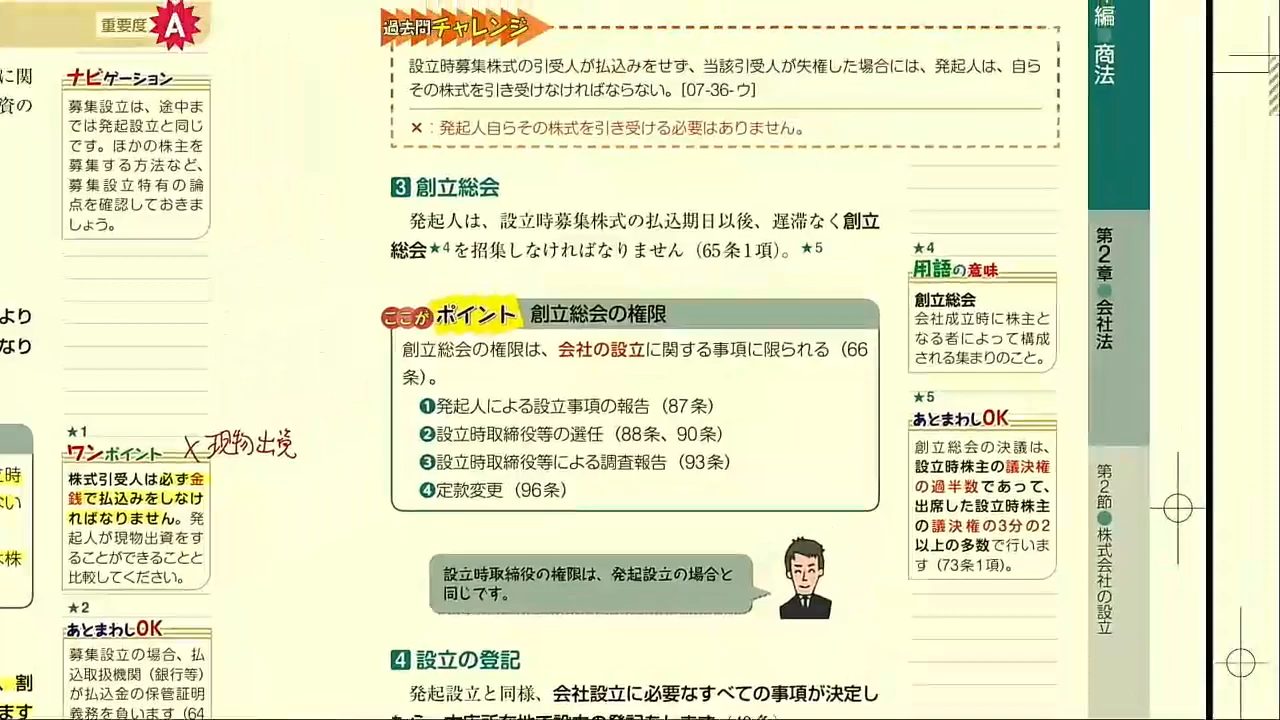 重要度 A
に関
資の
ナビゲーション
募集設立は、途中ま
では発起設立と同じ
です。ほかの株主を
募集する方法など、
募集設立特有の論
点を確認しておきま
しょう。
より
なり
★1
ワンポイント
×現物出資
株式引受人は必ず金
銭で払込みをしなけ
ればなりません。発
起人が現物出資をす
ることができることと
比較してください。
立時
ない
株
★2
あとまわしOK
募集設立の場合、払
込取扱機関（銀行等）
が払込金の保管証明
義務を負います（64
、割
ます
過去問チャレンジ
設立時募集株式の引受人が払込みをせず、当該引受人が失権した場合には、発起人は、自ら
その株式を引き受けなければならない。[07-36-ウ]
×：発起人自らその株式を引き受ける必要はありません。
3 創立総会
発起人は、設立時募集株式の払込期日以後、遅滞なく創立
総会★4を招集しなければなりません（65条1項）。★5
ここがポイント 創立総会の権限
創立総会の権限は、会社の設立に関する事項に限られる（66
条）。
❶発起人による設立事項の報告（87条）
❷設立時取締役等の選任（88条、90条）
❸設立時取締役等による調査報告（93条）
❹定款変更（96条）
設立時取締役の権限は、発起設立の場合と
同じです。
4 設立の登記
発起設立と同様、会社設立に必要なすべての事項が決定し
★4
用語の意味
創立総会
会社成立時に株主と
なる者によって構成
される集まりのこと。
★5
あとまわしOK
創立総会の決議は、
設立時株主の議決権
の過半数であって、
出席した設立時株主
の議決権の3分の2
以上の多数で行いま
す（73条1項）。
編 商法
第2章 会社法
第2節 株式会社の設立